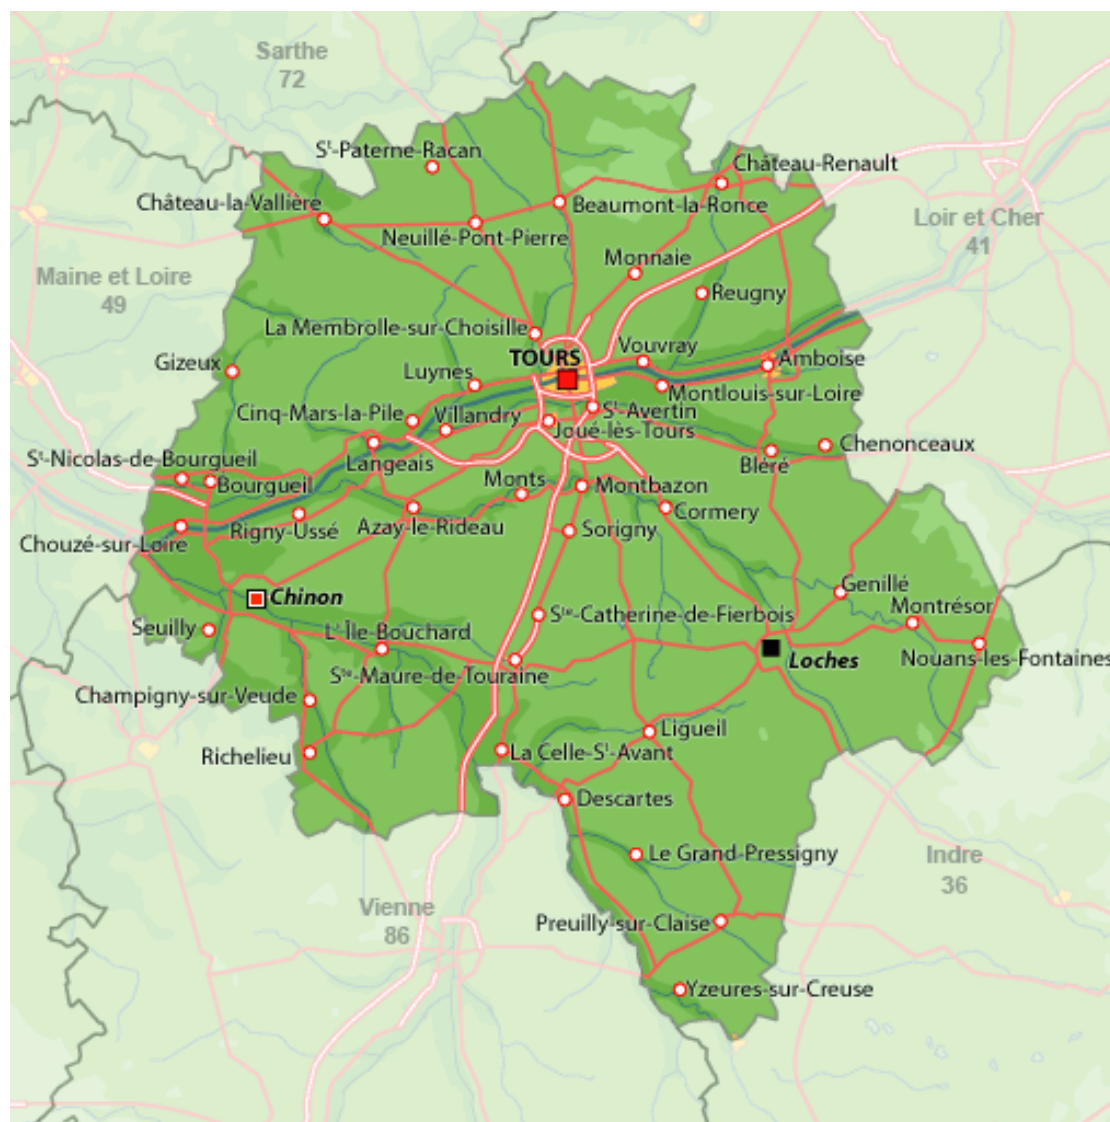 Sarthe
72
Sᵗ-Paterne-Racan
Château-Renault
Château-la-Vallière
Beaumont-la-Ronce
Loir et Cher
41
Neuillé-Pont-Pierre
Monnaie
Maine et Loire
49
Reugny
La Membrolle-sur-Choisille
Vouvray
TOURS
Amboise
Gizeux
Luynes
Montlouis-sur-Loire
Cinq-Mars-la-Pile
Villandry
Sᵗ-Avertin
Joué-lès-Tours
Chenonceaux
Sᵗ-Nicolas-de-Bourgueil
Langeais
Bléré
Bourgueil
Monts
Montbazon
Cormery
Rigny-Ussé
Azay-le-Rideau
Sorigny
Chouzé-sur-Loire
Genillé
Chinon
Montrésor
Sᵗᵉ-Catherine-de-Fierbois
Seuilly
L'Île-Bouchard
Loches
Nouans-les-Fontaines
Sᵗᵉ-Maure-de-Touraine
Champigny-sur-Veude
Ligueil
Richelieu
La Celle-Sᵗ-Avant
Descartes
Le Grand-Pressigny
Indre
36
Vienne
86
Preuilly-sur-Claise
Yzeures-sur-Creuse